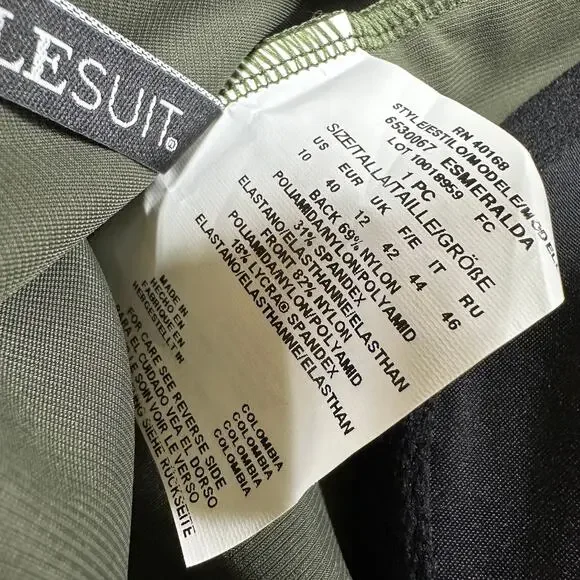 LESUIT®
RN 40168
STYLE/ESTILO/MODELE/MODEL
6530067 ESMERALDA
LOT 10018959 FC
1 PC
SIZE/TALLA/TAILLE/GRÖßE
US EUR UK F/E IT RU
10 40 12 42 44 46
BACK 69% NYLON
POLIAMIDA/NYLON/POLYAMID
31% SPANDEX
ELASTANO/ELASTHANNE/ELASTHAN
FRONT 82% NYLON
POLIAMIDA/NYLON/POLYAMID
18% LYCRA® SPANDEX
ELASTANO/ELASTHANNE/ELASTHAN
MADE IN COLOMBIA
HECHO EN COLOMBIA
FABRIQUE EN COLOMBIA
HERGESTELLT IN COLOMBIA
FOR CARE SEE REVERSE SIDE
PARA EL CUIDADO VEA EL DORSO
LE SOIN VOIR LE VERSO
SIEHE RÜCKSEITE